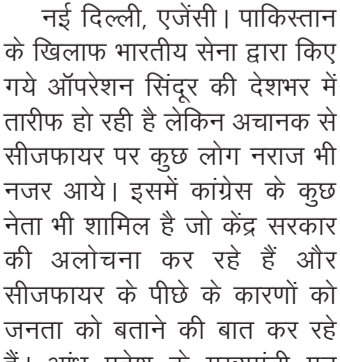 नई दिल्ली, एजेंसी। पाकिस्तान
के खिलाफ भारतीय सेना द्वारा किए
गये ऑपरेशन सिंदूर की देशभर में
तारीफ हो रही है लेकिन अचानक से
सीजफायर पर कुछ लोग नराज भी
नजर आये। इसमें कांग्रेस के कुछ
नेता भी शामिल है जो केंद्र सरकार
की अलोचना कर रहे हैं और
सीजफायर के पीछे के कारणों को
जनता को बताने की बात कर रहे